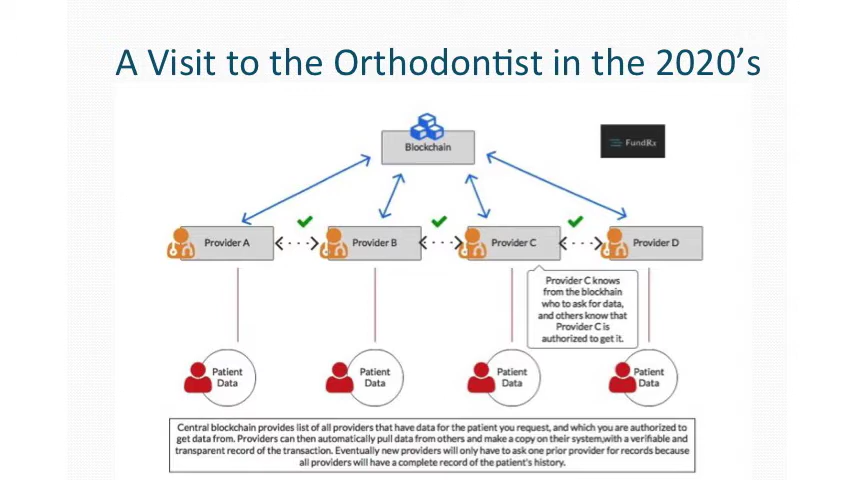 A Visit to the Orthodontist in the 2020's
Blockchain
FundRx
Provider A
Provider B
Provider C
Provider D
Provider C knows
from the blockhain
who to ask for data,
and others know that
Provider C is
authorized to get it.
Patient
Data
Patient
Data
Patient
Data
Patient
Data
Central blockchain provides list of all providers that have data for the patient you request, and which you are authorized to
get data from. Providers can then automatically pull data from others and make a copy on their system,with a verifiable and
transparent record of the transaction. Eventually new providers will only have to ask one prior provider for records because
all providers will have a complete record of the patient's history.